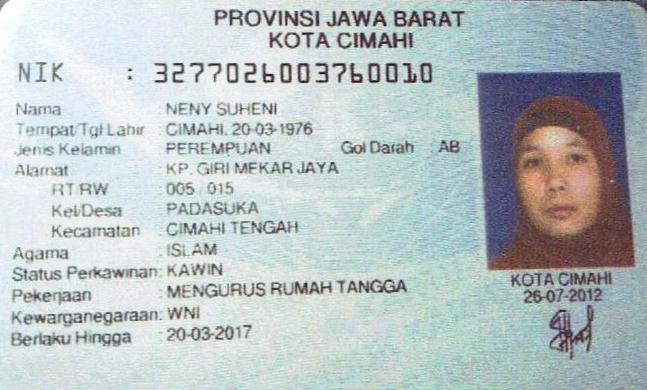 PROVINSI JAWA BARAT
KOTA CIMAHI
NIK : 3277026003760010
Nama : NENY SUHENI
Tempat/Tgl Lahir : CIMAHI, 20-03-1976
Jenis Kelamin : PEREMPUAN Gol Darah : AB
Alamat : KP. GIRI MEKAR JAYA
RT/RW : 005 / 015
Kel/Desa : PADASUKA
Kecamatan : CIMAHI TENGAH
Agama : ISLAM
Status Perkawinan: KAWIN
Pekerjaan : MENGURUS RUMAH TANGGA
Kewarganegaraan: WNI
Berlaku Hingga : 20-03-2017
KOTA CIMAHI
26-07-2012